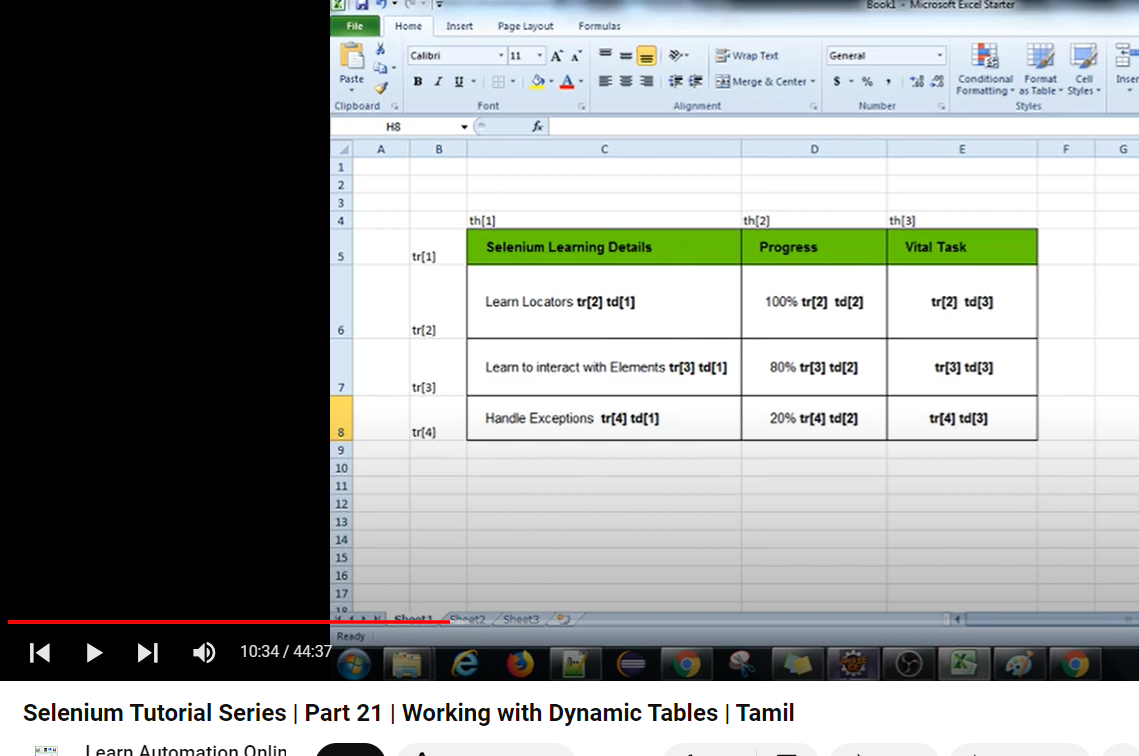 Book1 - Microsoft Excel Starter
File Home Insert Page Layout Formulas
Calibri 11 A A Wrap Text General
Paste B I U A Merge & Center $ % , Conditional Formatting Format as Table Cell Styles
Clipboard Font Alignment Number Styles
H8 fx
A B C D E F G
1
2
3
4 th[1] th[2] th[3]
5 tr[1] Selenium Learning Details Progress Vital Task
6 tr[2] Learn Locators tr[2] td[1] 100% tr[2] td[2] tr[2] td[3]
7 tr[3] Learn to interact with Elements tr[3] td[1] 80% tr[3] td[2] tr[3] td[3]
8 tr[4] Handle Exceptions tr[4] td[1] 20% tr[4] td[2] tr[4] td[3]
9
10
11
12
13
14
15
16
17
18
Sheet1 Sheet2 Sheet3
Ready
10:34 / 44:37
Selenium Tutorial Series | Part 21 | Working with Dynamic Tables | Tamil
Learn Automation Onlin